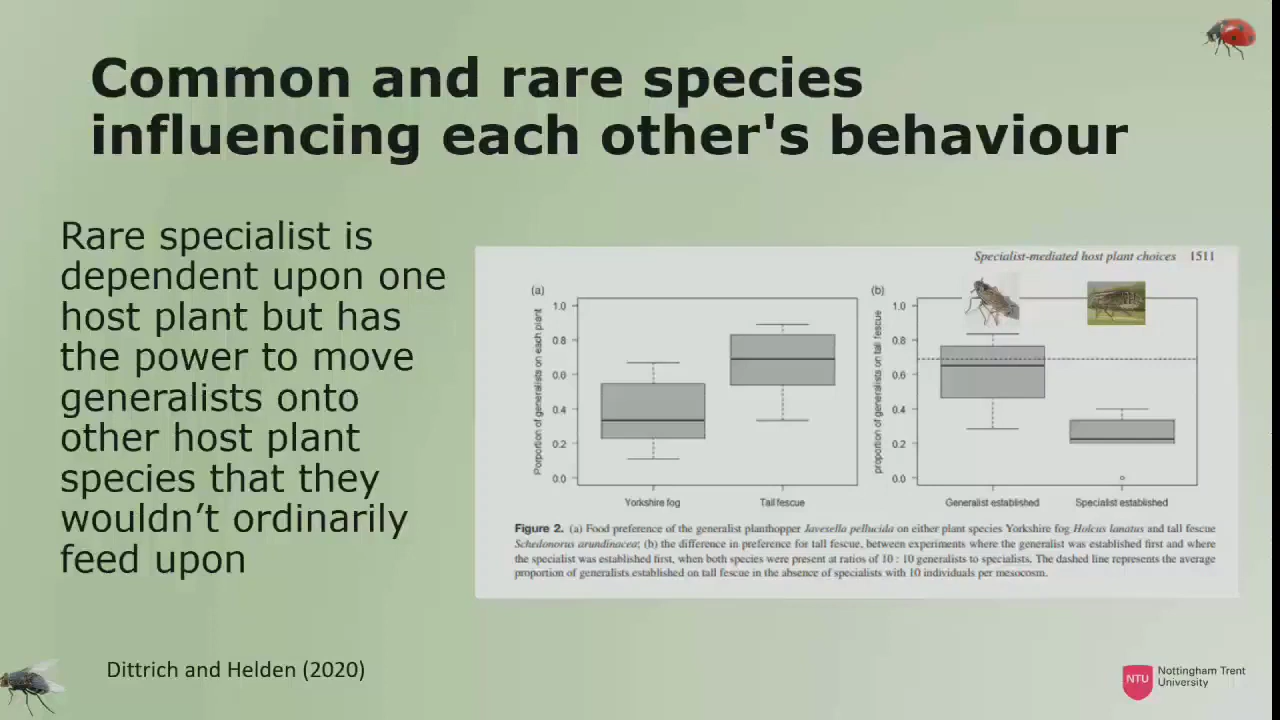 Common and rare species
influencing each other's behaviour
Rare specialist is
dependent upon one
host plant but has
the power to move
generalists onto
other host plant
species that they
wouldn’t ordinarily
feed upon
Specialist-mediated host plant choices 1511
(a)
Porportion of generalists on each plant
1.0
0.8
0.6
0.4
0.2
0.0
Yorkshire fog
Tall fescue
(b)
proportion of generalists on tall fescue
1.0
0.8
0.6
0.4
0.2
0.0
Generalist established
Specialist established
Figure 2. (a) Food preference of the generalist planthopper Javesella pellucida on either plant species Yorkshire fog Holcus lanatus and tall fescue
Schedonorus arundinacea; (b) the difference in preference for tall fescue, between experiments where the generalist was established first and where
the specialist was established first, when both species were present at ratios of 10 : 10 generalists to specialists. The dashed line represents the average
proportion of generalists established on tall fescue in the absence of specialists with 10 individuals per mesocosm.
Dittrich and Helden (2020)
NTU
Nottingham Trent
University